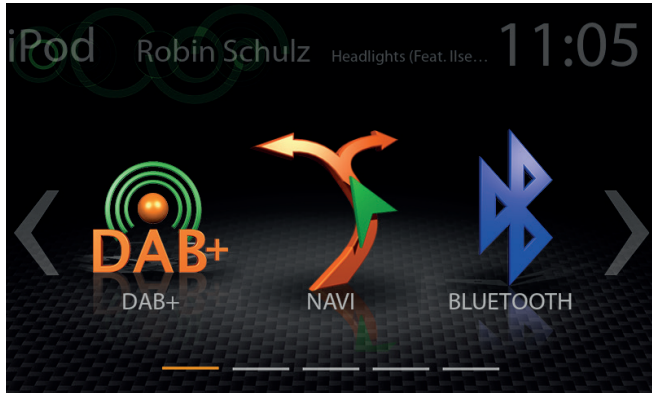 iPod Robin Schulz Headlights (Feat. Ilse... 11:05
DAB+
DAB+ NAVI BLUETOOTH